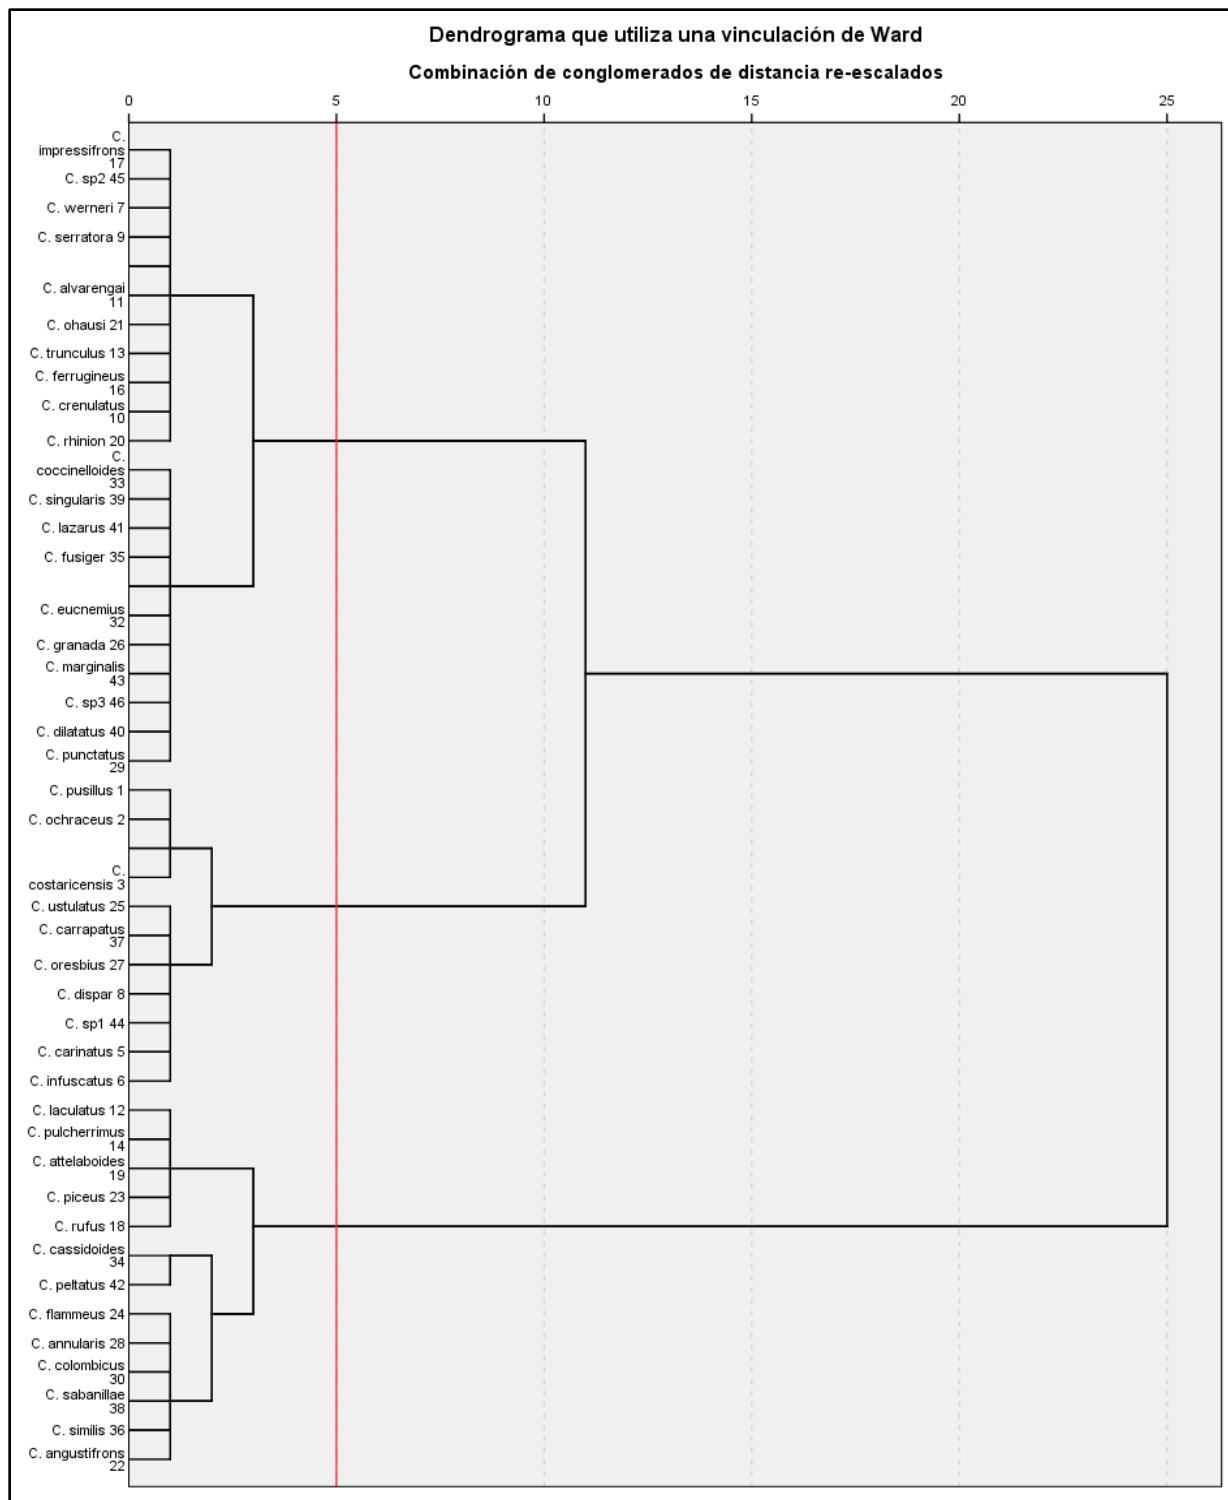 Dendrograma que utiliza una vinculación de Ward
Combinación de conglomerados de distancia re-escalados
0 5 10 15 20 25
C.
impressifrons
17
C. sp2 45
C. werneri 7
C. serratora 9
C. alvarengai
11
C. ohausi 21
C. trunculus 13
C. ferrugineus
16
C. crenulatus
10
C. rhinion 20
C.
coccinelloides
33
C. singularis 39
C. lazarus 41
C. fusiger 35
C. eucnemius
32
C. granada 26
C. marginalis
43
C. sp3 46
C. dilatatus 40
C. punctatus
29
C. pusillus 1
C. ochraceus 2
C.
costaricensis 3
C. ustulatus 25
C. carrapatus
37
C. oresbius 27
C. dispar 8
C. sp1 44
C. carinatus 5
C. infuscatus 6
C. laculatus 12
C. pulcherrimus
14
C. attelaboides
19
C. piceus 23
C. rufus 18
C. cassidoides
34
C. peltatus 42
C. flammeus 24
C. annularis 28
C. colombicus
30
C. sabanillae
38
C. similis 36
C. angustifrons
22